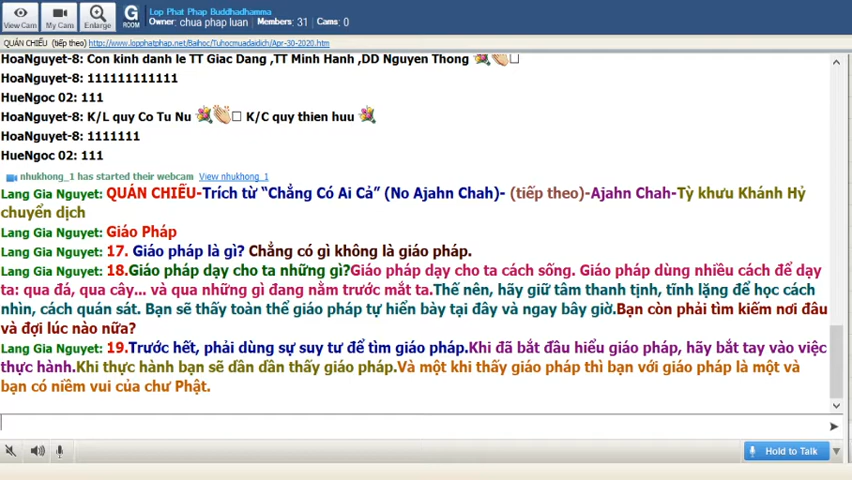 Lop Phat Phap Buddhadhamma
Owner: chua phap luan Members: 31 Cams: 0
View Cam My Cam Enlarge G ROOM
QUÁN CHIẾU (tiếp theo) http://www.lopphatphap.net/Baihoc/Tuhocmuadaidich/Apr-30-2020.htm
HoaNguyet-8: Con kinh danh le TT Giac Dang ,TT Minh Hanh ,DD Nguyen Thong
HoaNguyet-8: 111111111111
HueNgoc 02: 111
HoaNguyet-8: K/L quy Co Tu Nu K/C quy thien huu
HoaNguyet-8: 1111111
HueNgoc 02: 111
nhukhong_1 has started their webcam View nhukhong_1
Lang Gia Nguyet: QUÁN CHIẾU-Trích từ “Chẳng Có Ai Cả” (No Ajahn Chah)- (tiếp theo)-Ajahn Chah-Tỳ khưu Khánh Hỷ
chuyển dịch
Lang Gia Nguyet: Giáo Pháp
Lang Gia Nguyet: 17. Giáo pháp là gì? Chẳng có gì không là giáo pháp.
Lang Gia Nguyet: 18.Giáo pháp dạy cho ta những gì?Giáo pháp dạy cho ta cách sống. Giáo pháp dùng nhiều cách để dạy
ta: qua đá, qua cây... và qua những gì đang nằm trước mắt ta.Thế nên, hãy giữ tâm thanh tịnh, tĩnh lặng để học cách
nhìn, cách quán sát. Bạn sẽ thấy toàn thể giáo pháp tự hiển bày tại đây và ngay bây giờ.Bạn còn phải tìm kiếm nơi đâu
và đợi lúc nào nữa?
Lang Gia Nguyet: 19.Trước hết, phải dùng sự suy tư để tìm giáo pháp.Khi đã bắt đầu hiểu giáo pháp, hãy bắt tay vào việc
thực hành.Khi thực hành bạn sẽ dần dần thấy giáo pháp.Và một khi thấy giáo pháp thì bạn với giáo pháp là một và
bạn có niềm vui của chư Phật.
Hold to Talk